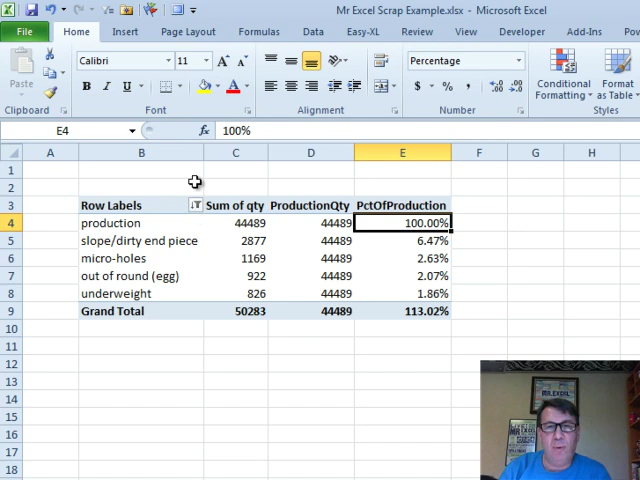 Mr Excel Scrap Example.xlsx - Microsoft Excel
File Home Insert Page Layout Formulas Data Easy-XL Review View Developer Add-Ins Power
Paste
Calibri 11
Percentage
B I U
$ % ,
Conditional Formatting
Format as Table
Clipboard Font Alignment Number Styles
E4 fx 100%
A B C D E F G H
1
2
3 Row Labels Sum of qty ProductionQty PctOfProduction
4 production 44489 44489 100.00%
5 slope/dirty end piece 2877 44489 6.47%
6 micro-holes 1169 44489 2.63%
7 out of round (egg) 922 44489 2.07%
8 underweight 826 44489 1.86%
9 Grand Total 50283 44489 113.02%
10
11
12
13
14
15
16
17
18